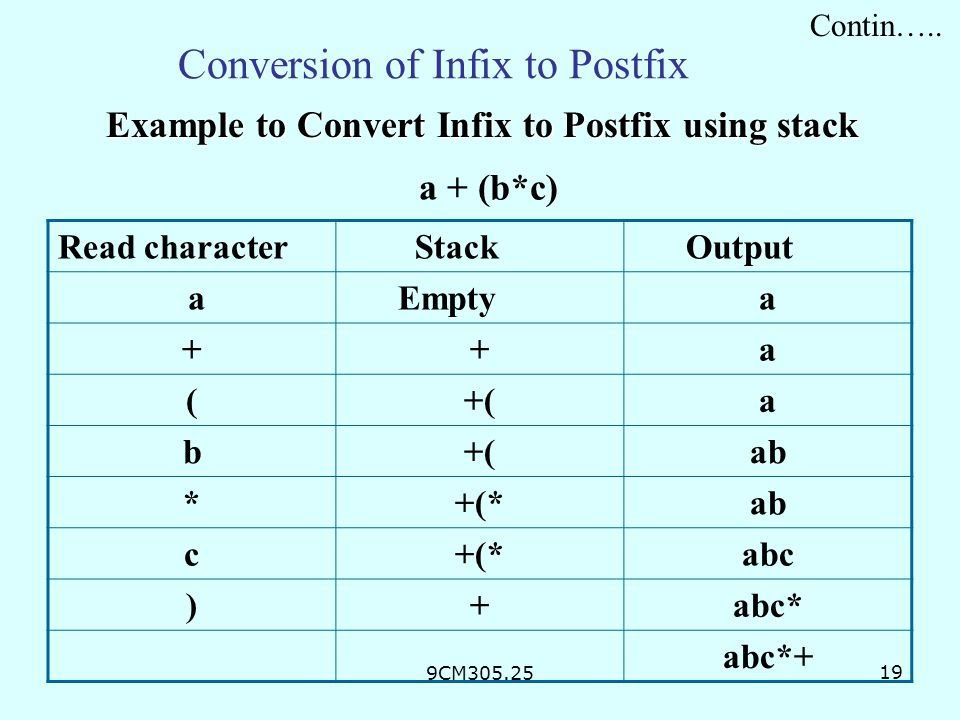 Contin…..
Conversion of Infix to Postfix
Example to Convert Infix to Postfix using stack
a + (b*c)
Read character Stack Output
a Empty a
+ + a
( +( a
b +( ab
* +(* ab
c +(* abc
) + abc*
abc*+
9CM305.25 19